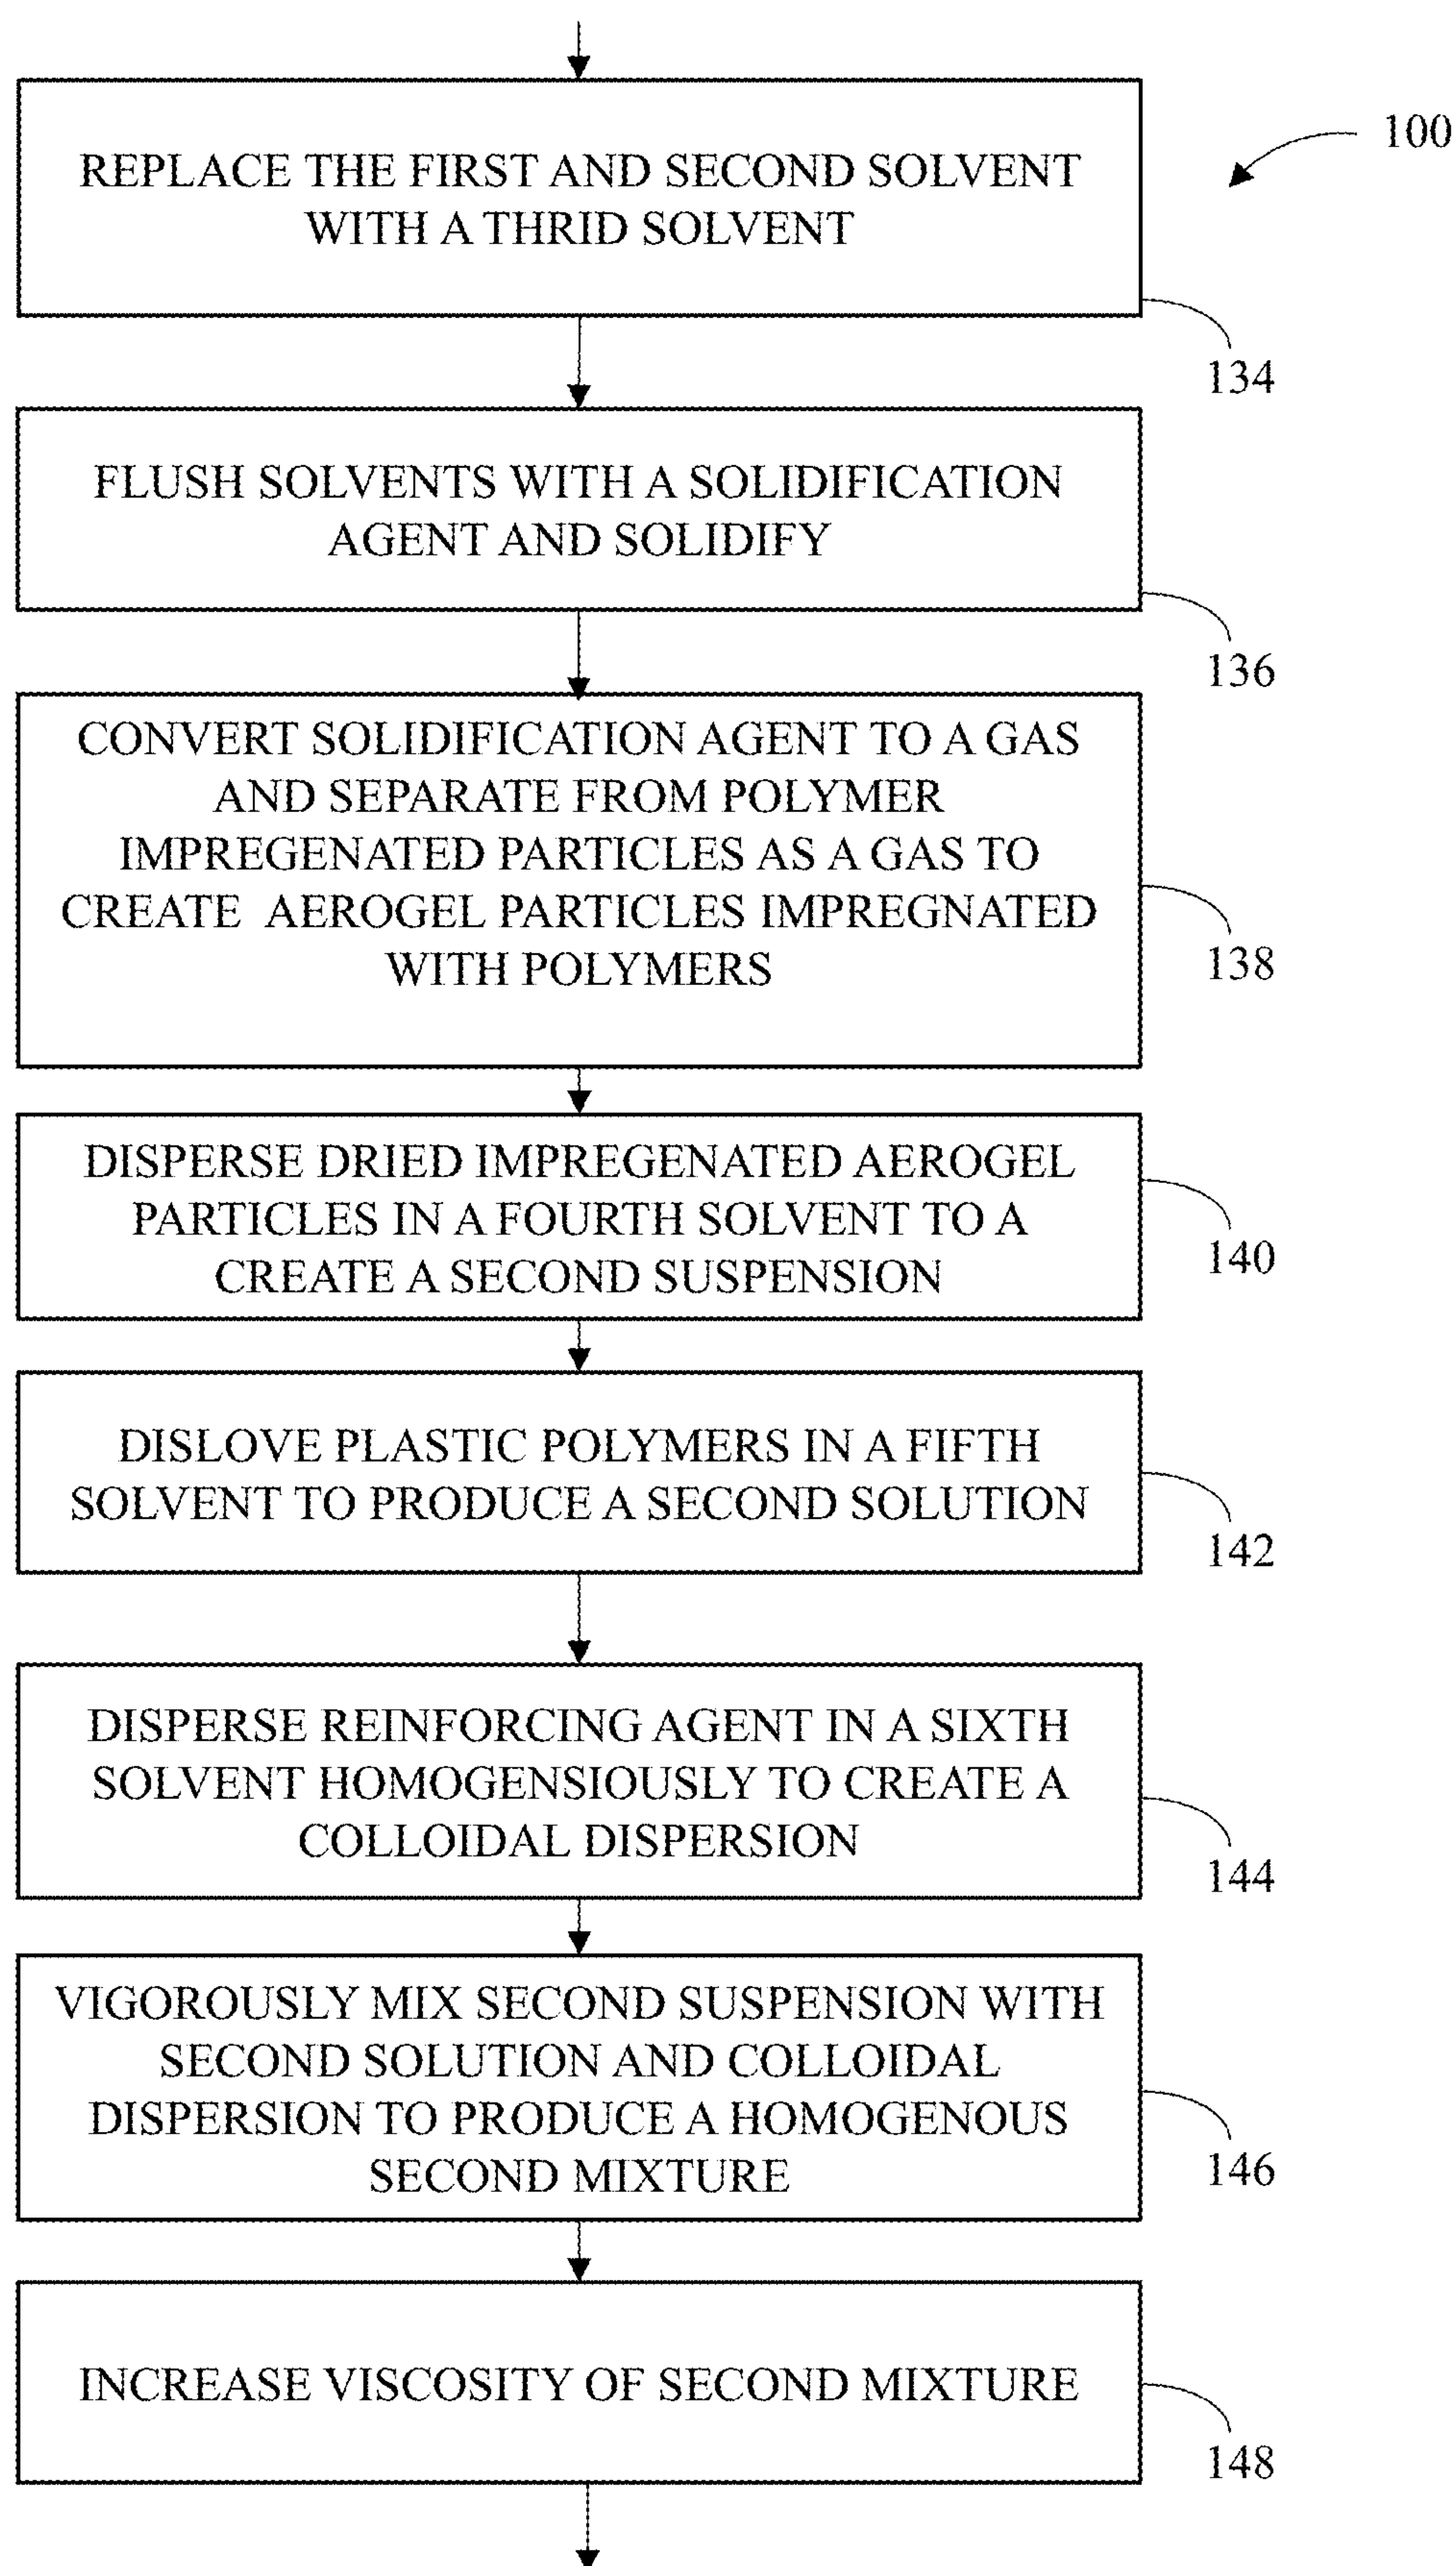 100
REPLACE THE FIRST AND SECOND SOLVENT
WITH A THRID SOLVENT
134
FLUSH SOLVENTS WITH A SOLIDIFICATION
AGENT AND SOLIDIFY
136
CONVERT SOLIDIFICATION AGENT TO A GAS
AND SEPARATE FROM POLYMER
IMPREGENATED PARTICLES AS A GAS TO
CREATE AEROGEL PARTICLES IMPREGNATED
WITH POLYMERS
138
DISPERSE DRIED IMPREGENATED AEROGEL
PARTICLES IN A FOURTH SOLVENT TO A
CREATE A SECOND SUSPENSION
140
DISLOVE PLASTIC POLYMERS IN A FIFTH
SOLVENT TO PRODUCE A SECOND SOLUTION
142
DISPERSE REINFORCING AGENT IN A SIXTH
SOLVENT HOMOGENSIOUSLY TO CREATE A
COLLOIDAL DISPERSION
144
VIGOROUSLY MIX SECOND SUSPENSION WITH
SECOND SOLUTION AND COLLOIDAL
DISPERSION TO PRODUCE A HOMOGENOUS
SECOND MIXTURE
146
INCREASE VISCOSITY OF SECOND MIXTURE
148